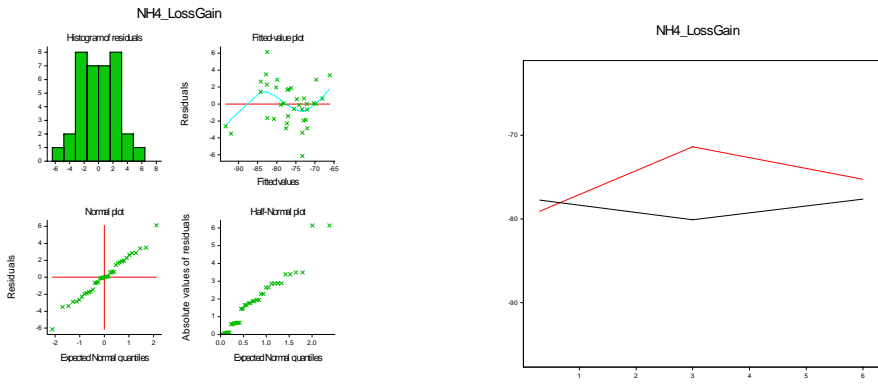 NH4_LossGain
Histogram of residuals
8
7
6
5
4
3
2
1
0
-6 -4 -2 0 2 4 6 8
Fitted-value plot
Residuals
6
4
2
0
-2
-4
-6
-90 -85 -80 -75 -70 -65
Fitted values
Normal plot
Residuals
6
4
2
0
-2
-4
-6
-2 -1 0 1 2
Expected Normal quantiles
Half-Normal plot
Absolute values of residuals
6
5
4
3
2
1
0
0.0 0.5 1.0 1.5 2.0 2.5
Expected Normal quantiles
NH4_LossGain
-70
-80
-90
1 2 3 4 5 6